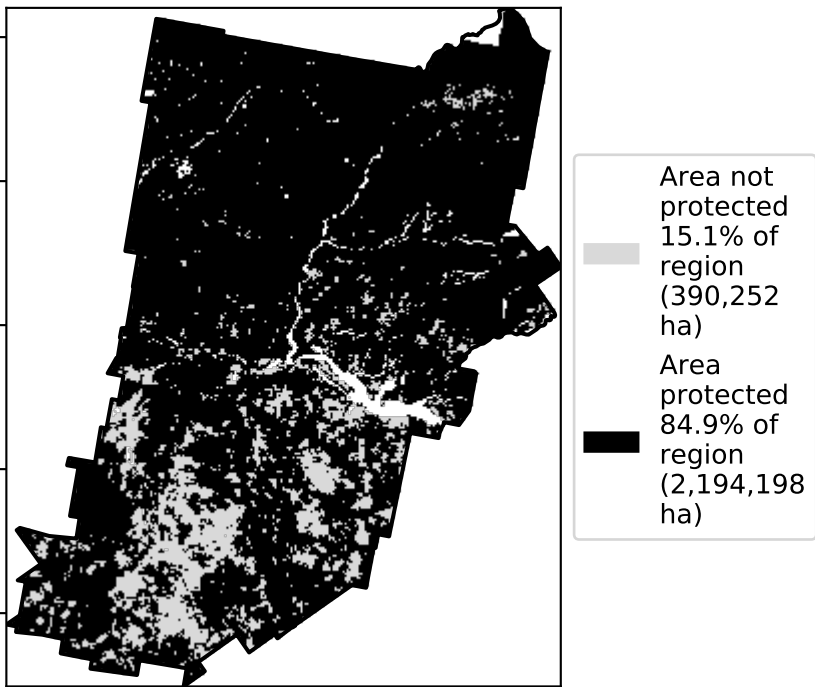 Area not
protected
15.1% of
region
(390,252
ha)
Area
protected
84.9% of
region
(2,194,198
ha)